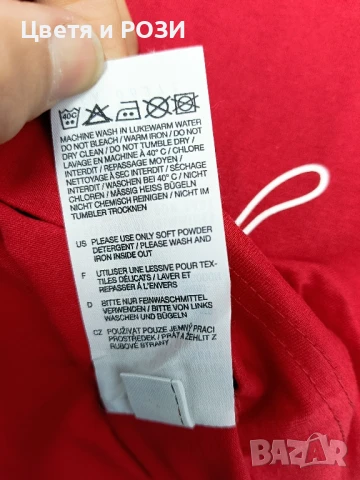 Цветя и РОЗИ
40C
MACHINE WASH IN LUKEWARM WATER
DO NOT BLEACH / WARM IRON / DO NOT
DRY CLEAN / DO NOT TUMBLE DRY /
LAVAGE EN MACHINE À 40° C / CHLORE
INTERDIT / REPASSAGE MOYEN /
NETTOYAGE À SEC INTERDIT / SÉCHAGE
INTERDIT / WASCHEN BEI 40° C / NICHT
CHLOREN / MÄSSIG HEISS BÜGELN /
NICHT CHEMISCH REINIGEN / NICHT IM
TUMBLER TROCKNEN
US PLEASE USE ONLY SOFT POWDER
DETERGENT / PLEASE WASH AND
IRON INSIDE OUT
F UTILISER UNE LESSIVE POUR TEX-
TILES DÉLICATS / LAVER ET
REPASSER À L'ENVERS
D BITTE NUR FEINWASCHMITTEL
VERWENDEN / BITTE VON LINKS
WASCHEN UND BÜGELN
CZ POUŽÍVAT POUZE JEMNÝ PRACÍ
PROSTŘEDEK / PRÁT A ŽEHLIT Z
RUBOVÉ STRANY
BAZAR